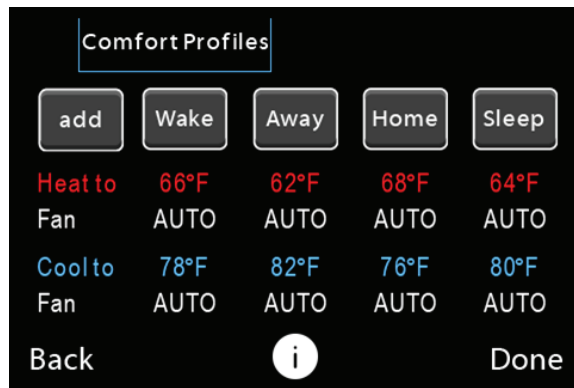 Comfort Profiles
add Wake Away Home Sleep
Heat to 66°F 62°F 68°F 64°F
Fan AUTO AUTO AUTO AUTO
Cool to 78°F 82°F 76°F 80°F
Fan AUTO AUTO AUTO AUTO
Back i Done